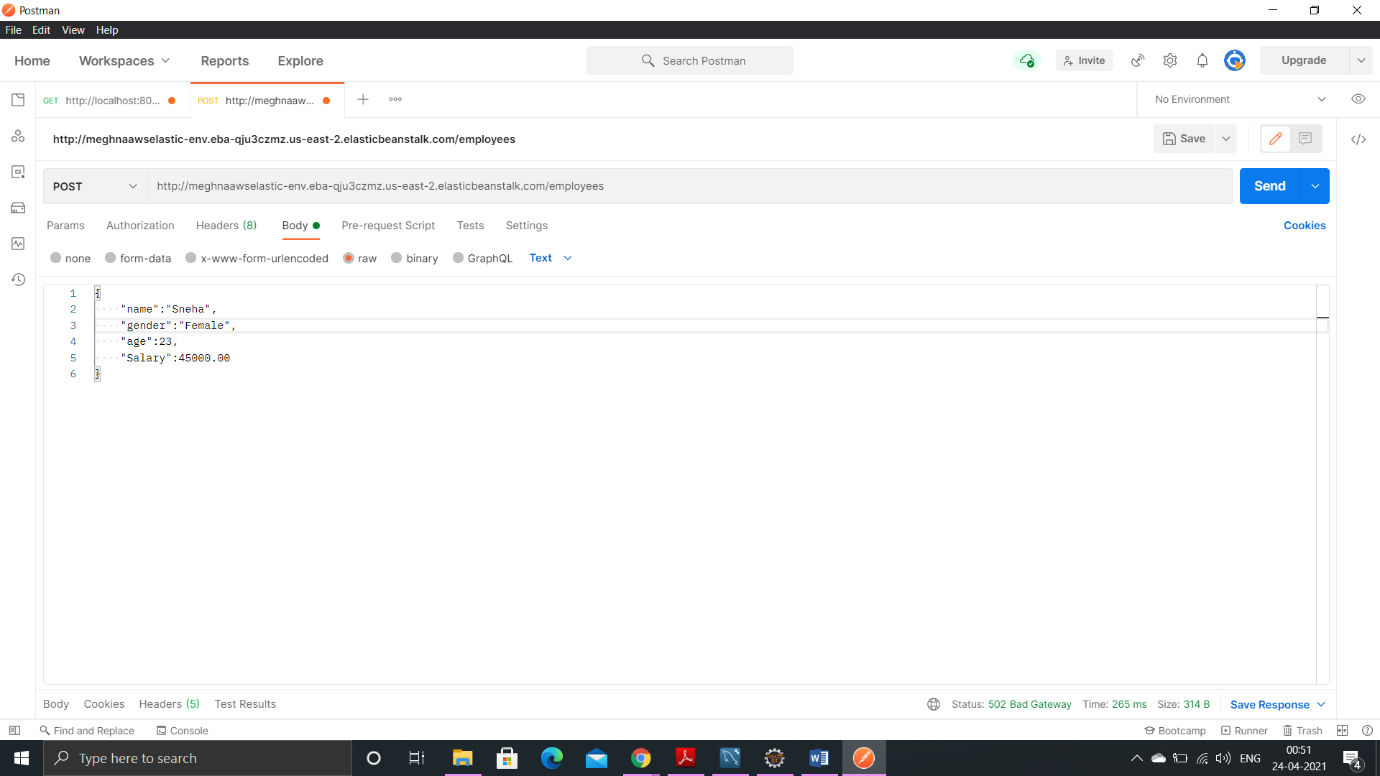 Postman
File Edit View Help
Home Workspaces Reports Explore Search Postman Invite Upgrade
GET http://localhost:80... POST http://meghnaaw... No Environment
http://meghnaawselastic-env.eba-qju3czmz.us-east-2.elasticbeanstalk.com/employees Save
POST http://meghnaawselastic-env.eba-qju3czmz.us-east-2.elasticbeanstalk.com/employees Send
Params Authorization Headers (8) Body Pre-request Script Tests Settings Cookies
none form-data x-www-form-urlencoded raw binary GraphQL Text
1 {
2 "name":"Sneha",
3 "gender":"Female",
4 "age":23,
5 "Salary":45000.00
6 }
Body Cookies Headers (5) Test Results Status: 502 Bad Gateway Time: 265 ms Size: 314 B Save Response
Find and Replace Console Bootcamp Runner Trash
Type here to search ENG 00:51
24-04-2021 4